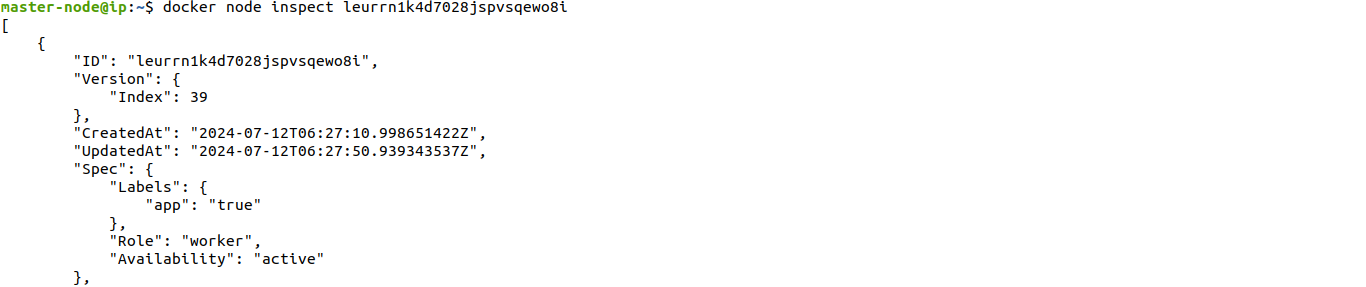 master-node@ip:~$ docker node inspect leurrn1k4d7028jspvsqewo8i
[
    {
        "ID": "leurrn1k4d7028jspvsqewo8i",
        "Version": {
            "Index": 39
        },
        "CreatedAt": "2024-07-12T06:27:10.998651422Z",
        "UpdatedAt": "2024-07-12T06:27:50.939343537Z",
        "Spec": {
            "Labels": {
                "app": "true"
            },
            "Role": "worker",
            "Availability": "active"
        },